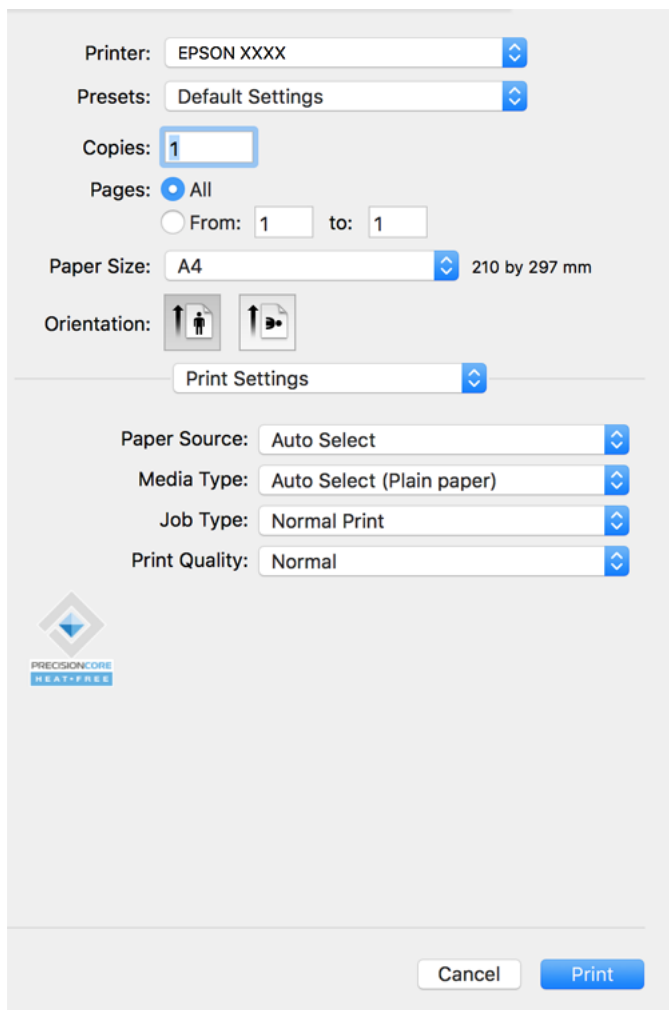 Printer: EPSON XXXX
Presets: Default Settings
Copies: 1
Pages: All
From: 1 to: 1
Paper Size: A4 210 by 297 mm
Orientation:
Print Settings
Paper Source: Auto Select
Media Type: Auto Select (Plain paper)
Job Type: Normal Print
Print Quality: Normal
PRECISIONCORE
HEAT•FREE
Cancel Print